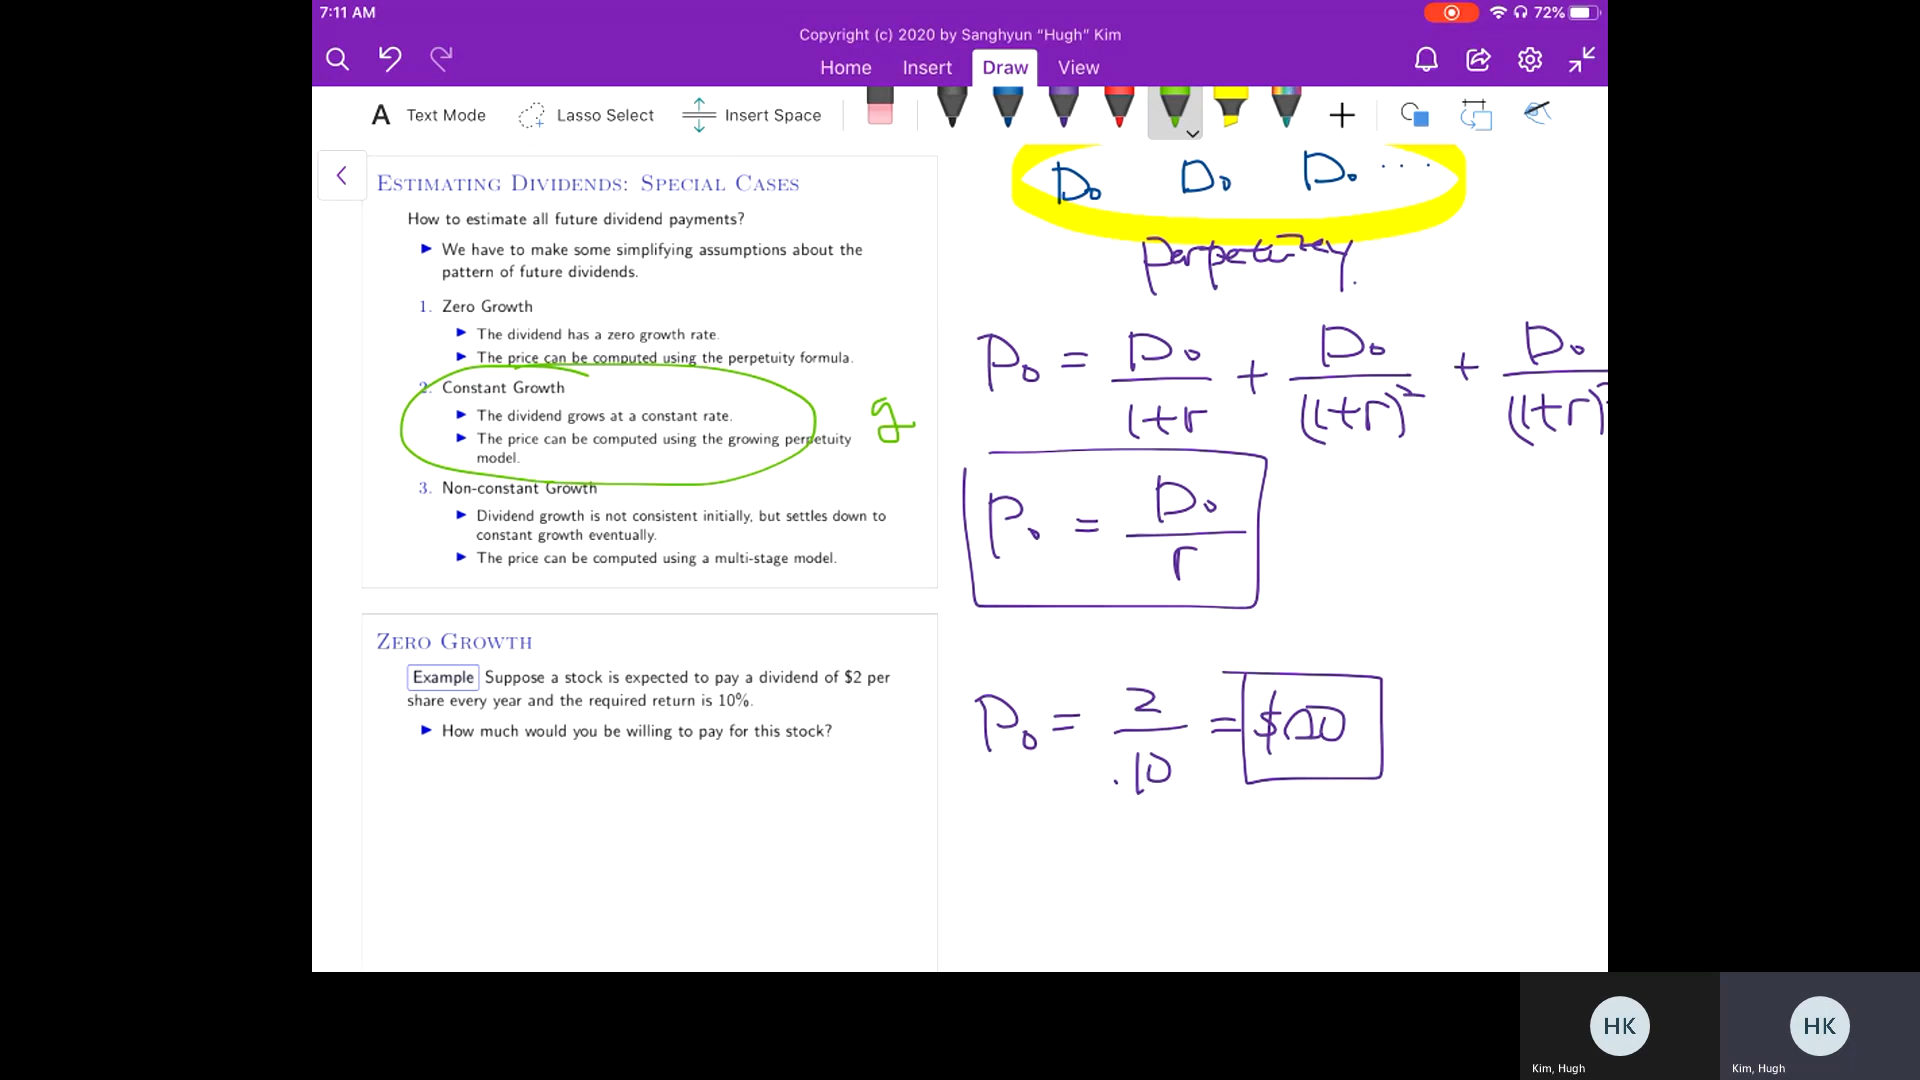 7:11 AM
72%
Copyright (c) 2020 by Sanghyun “Hugh” Kim
Home Insert Draw View
A Text Mode Lasso Select Insert Space
ESTIMATING DIVIDENDS: SPECIAL CASES
How to estimate all future dividend payments?
▶ We have to make some simplifying assumptions about the
pattern of future dividends.
1. Zero Growth
▶ The dividend has a zero growth rate.
▶ The price can be computed using the perpetuity formula.
2. Constant Growth
▶ The dividend grows at a constant rate.
▶ The price can be computed using the growing perpetuity
model.
3. Non-constant Growth
▶ Dividend growth is not consistent initially, but settles down to
constant growth eventually.
▶ The price can be computed using a multi-stage model.
g
ZERO GROWTH
Example Suppose a stock is expected to pay a dividend of $2 per
share every year and the required return is 10%.
▶ How much would you be willing to pay for this stock?
D₀ D₀ D₀ ...
perpetuity.
P₀ = D₀/(1+r) + D₀/(1+r)² + D₀/(1+r)
P₀ = D₀/r
P₀ = 2/.10 = $20
HK HK
Kim, Hugh Kim, Hugh